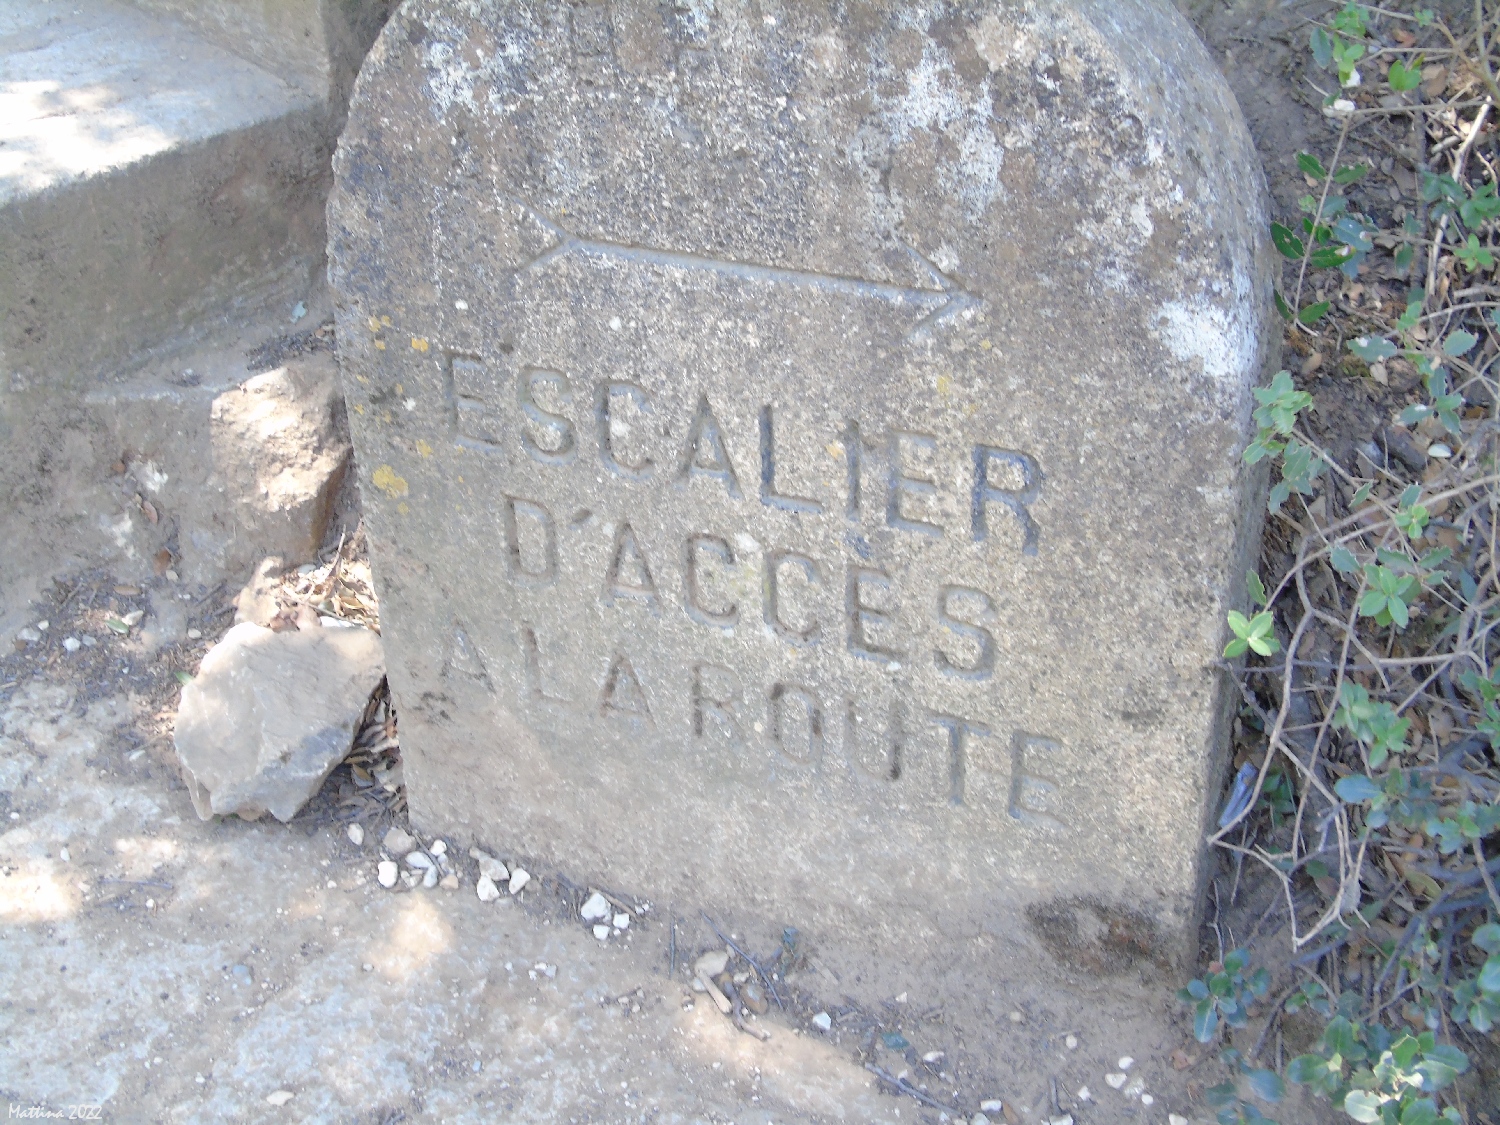 ESCALIER
D'ACCÈS
A LA ROUTE
Mattina 2022